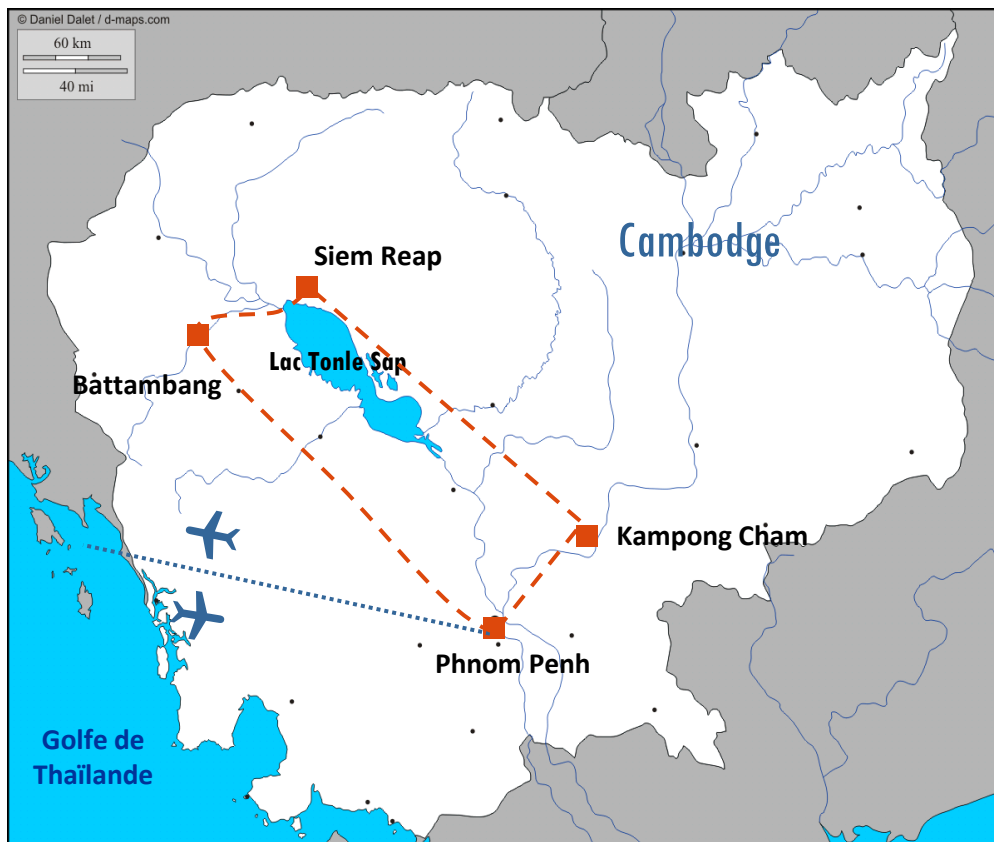 © Daniel Dalet / d-maps.com
60 km
40 mi
Cambodge
Siem Reap
Lac Tonle Sap
Battambang
Kampong Cham
Phnom Penh
Golfe de
Thaïlande